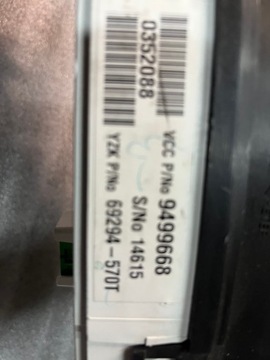 0352088
VCC P/No 9499668
S/No 14615
YZK P/No 69294-570T